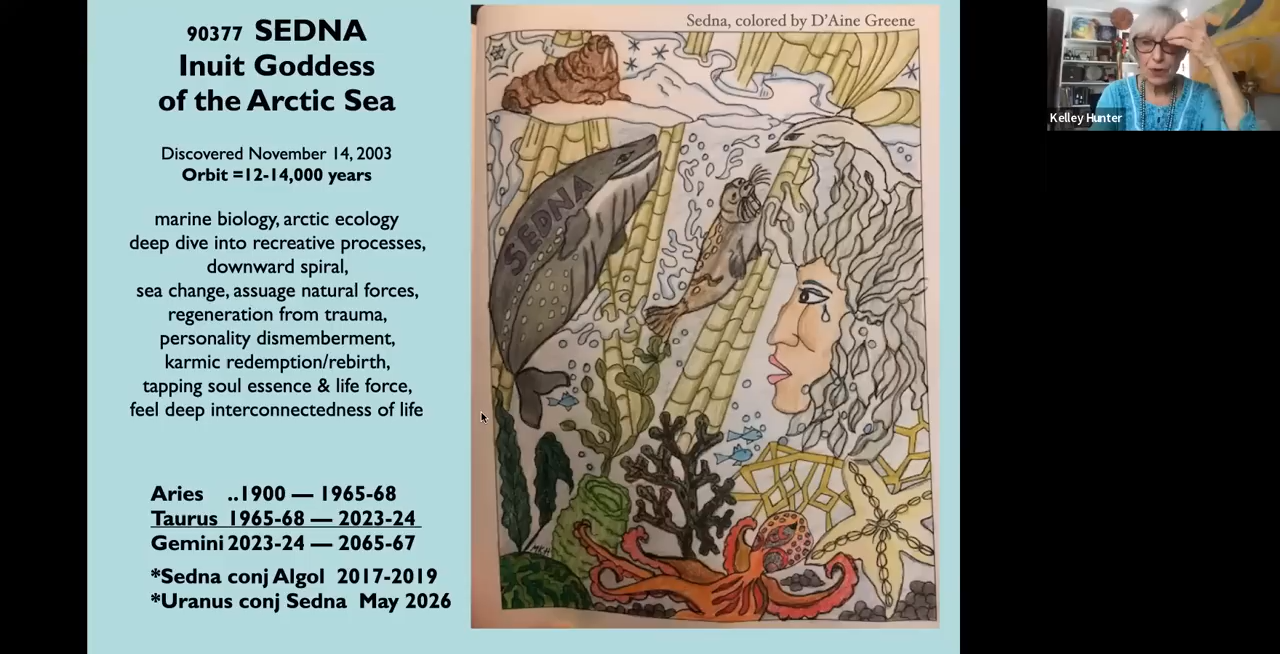 90377 SEDNA
Inuit Goddess
of the Arctic Sea
Discovered November 14, 2003
Orbit =12-14,000 years
marine biology, arctic ecology
deep dive into recreative processes,
downward spiral,
sea change, assuage natural forces,
regeneration from trauma,
personality dismemberment,
karmic redemption/rebirth,
tapping soul essence & life force,
feel deep interconnectedness of life
Aries ..1900 — 1965-68
Taurus 1965-68 — 2023-24
Gemini 2023-24 — 2065-67
*Sedna conj Algol 2017-2019
*Uranus conj Sedna May 2026
Sedna, colored by D'Aine Greene
SEDNA
MKH
Kelley Hunter